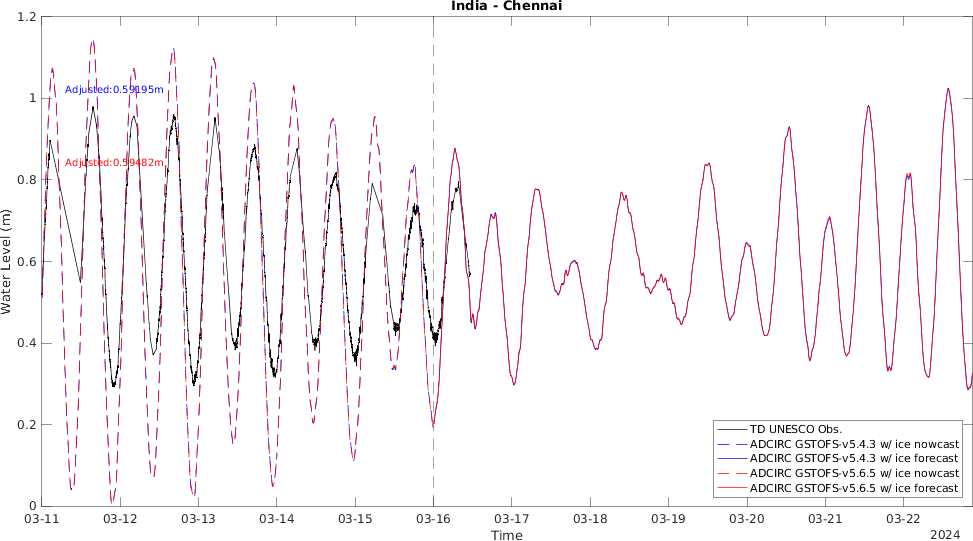 India - Chennai
1.2
1
0.8
0.6
0.4
0.2
0
Water Level (m)
Adjusted:0.59195m
Adjusted:0.59482m
TD UNESCO Obs.
ADCIRC GSTOFS-v5.4.3 w/ ice nowcast
ADCIRC GSTOFS-v5.4.3 w/ ice forecast
ADCIRC GSTOFS-v5.6.5 w/ ice nowcast
ADCIRC GSTOFS-v5.6.5 w/ ice forecast
03-11 03-12 03-13 03-14 03-15 03-16 03-17 03-18 03-19 03-20 03-21 03-22
Time
2024